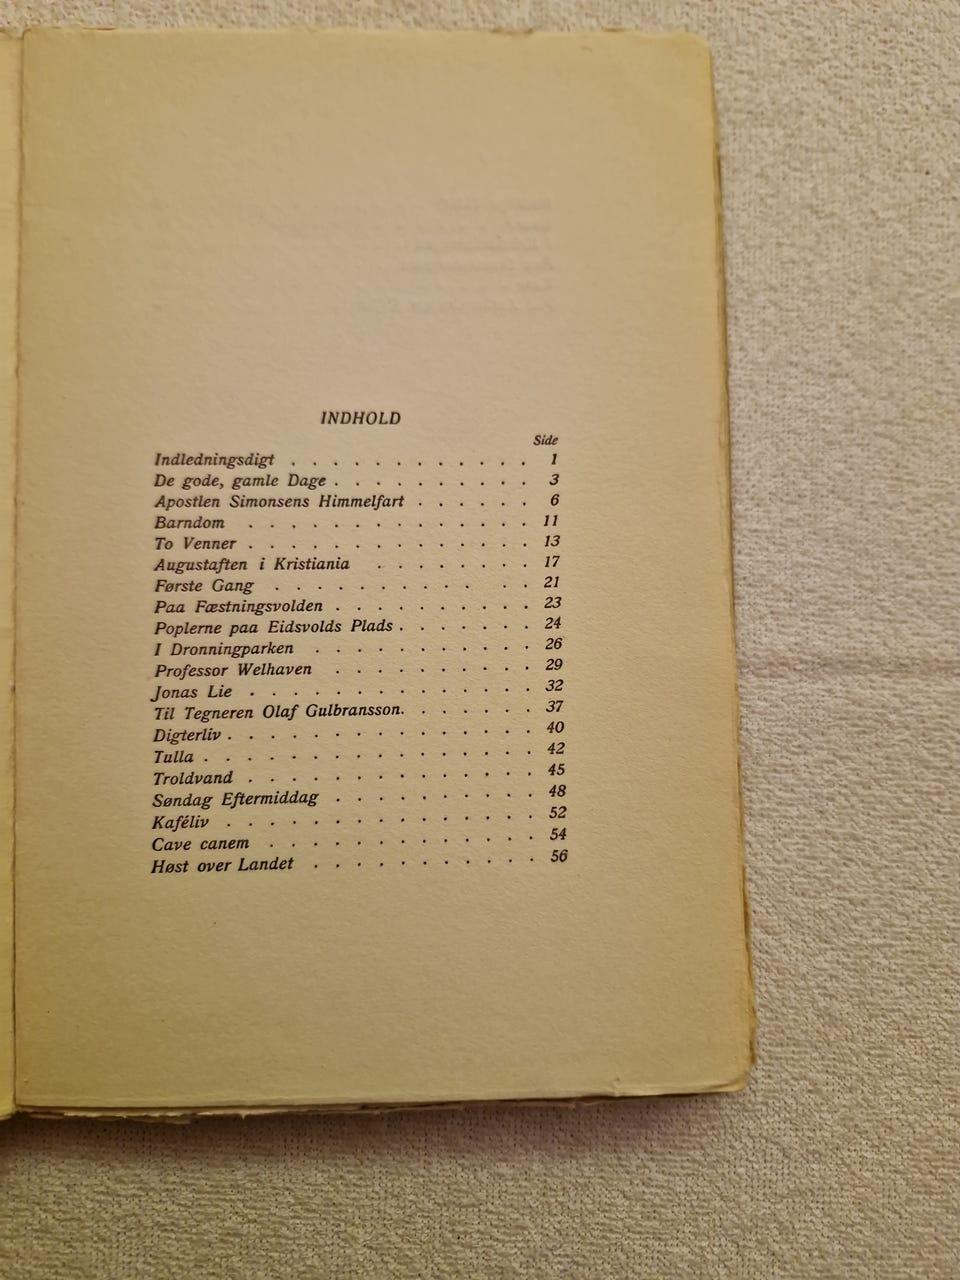 INDHOLD
Side
Indledningsdigt . . . . . . . . . . . . 1
De gode, gamle Dage . . . . . . . . . . 3
Apostlen Simonsens Himmelfart . . . . . . 6
Barndom . . . . . . . . . . . . . . 11
To Venner . . . . . . . . . . . . . . 13
Augustaften i Kristiania . . . . . . . . 17
Første Gang . . . . . . . . . . . . 21
Paa Fæstningsvolden . . . . . . . . . . 23
Poplerne paa Eidsvolds Plads . . . . . . . 24
I Dronningparken . . . . . . . . . . . 26
Professor Welhaven . . . . . . . . . . 29
Jonas Lie . . . . . . . . . . . . . . 32
Til Tegneren Olaf Gulbransson. . . . . . . 37
Digterliv . . . . . . . . . . . . . . . 40
Tulla . . . . . . . . . . . . . . . . 42
Troldvand . . . . . . . . . . . . . . 45
Søndag Eftermiddag . . . . . . . . . . 48
Kaféliv . . . . . . . . . . . . . . . 52
Cave canem . . . . . . . . . . . . . 54
Høst over Landet . . . . . . . . . . . 56